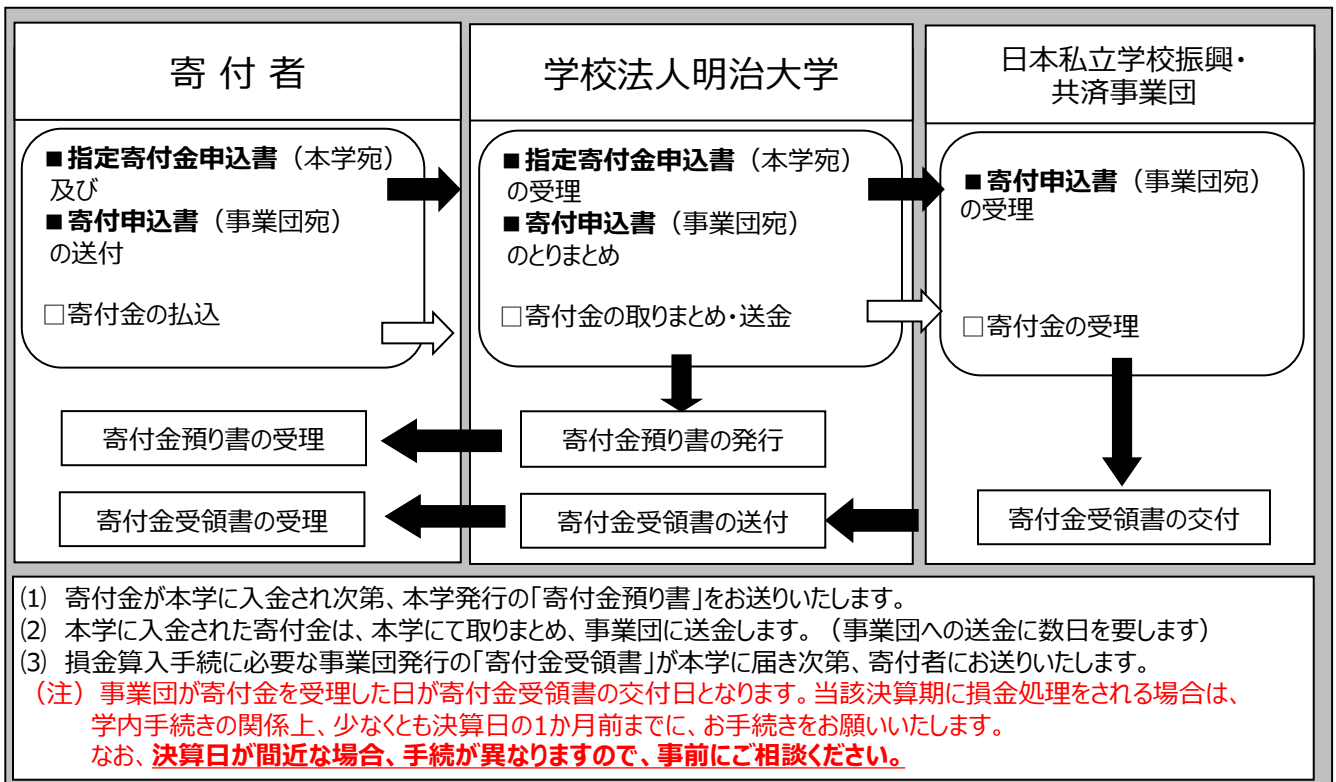 寄 付 者
学校法人明治大学
日本私立学校振興・
共済事業団
■指定寄付金申込書（本学宛）
及び
■寄付申込書（事業団宛）
の送付
□寄付金の払込
■指定寄付金申込書（本学宛）
の受理
■寄付申込書（事業団宛）
のとりまとめ
□寄付金の取りまとめ・送金
■寄付申込書（事業団宛）
の受理
□寄付金の受理
寄付金預り書の受理
寄付金預り書の発行
寄付金受領書の受理
寄付金受領書の送付
寄付金受領書の交付
⑴ 寄付金が本学に入金され次第、本学発行の「寄付金預り書」をお送りいたします。
⑵ 本学に入金された寄付金は、本学にて取りまとめ、事業団に送金します。（事業団への送金に数日を要します）
⑶ 損金算入手続に必要な事業団発行の「寄付金受領書」が本学に届き次第、寄付者にお送りいたします。
（注）事業団が寄付金を受理した日が寄付金受領書の交付日となります。当該決算期に損金処理をされる場合は、
学内手続きの関係上、少なくとも決算日の1か月前までに、お手続きをお願いいたします。
なお、決算日が間近な場合、手続が異なりますので、事前にご相談ください。